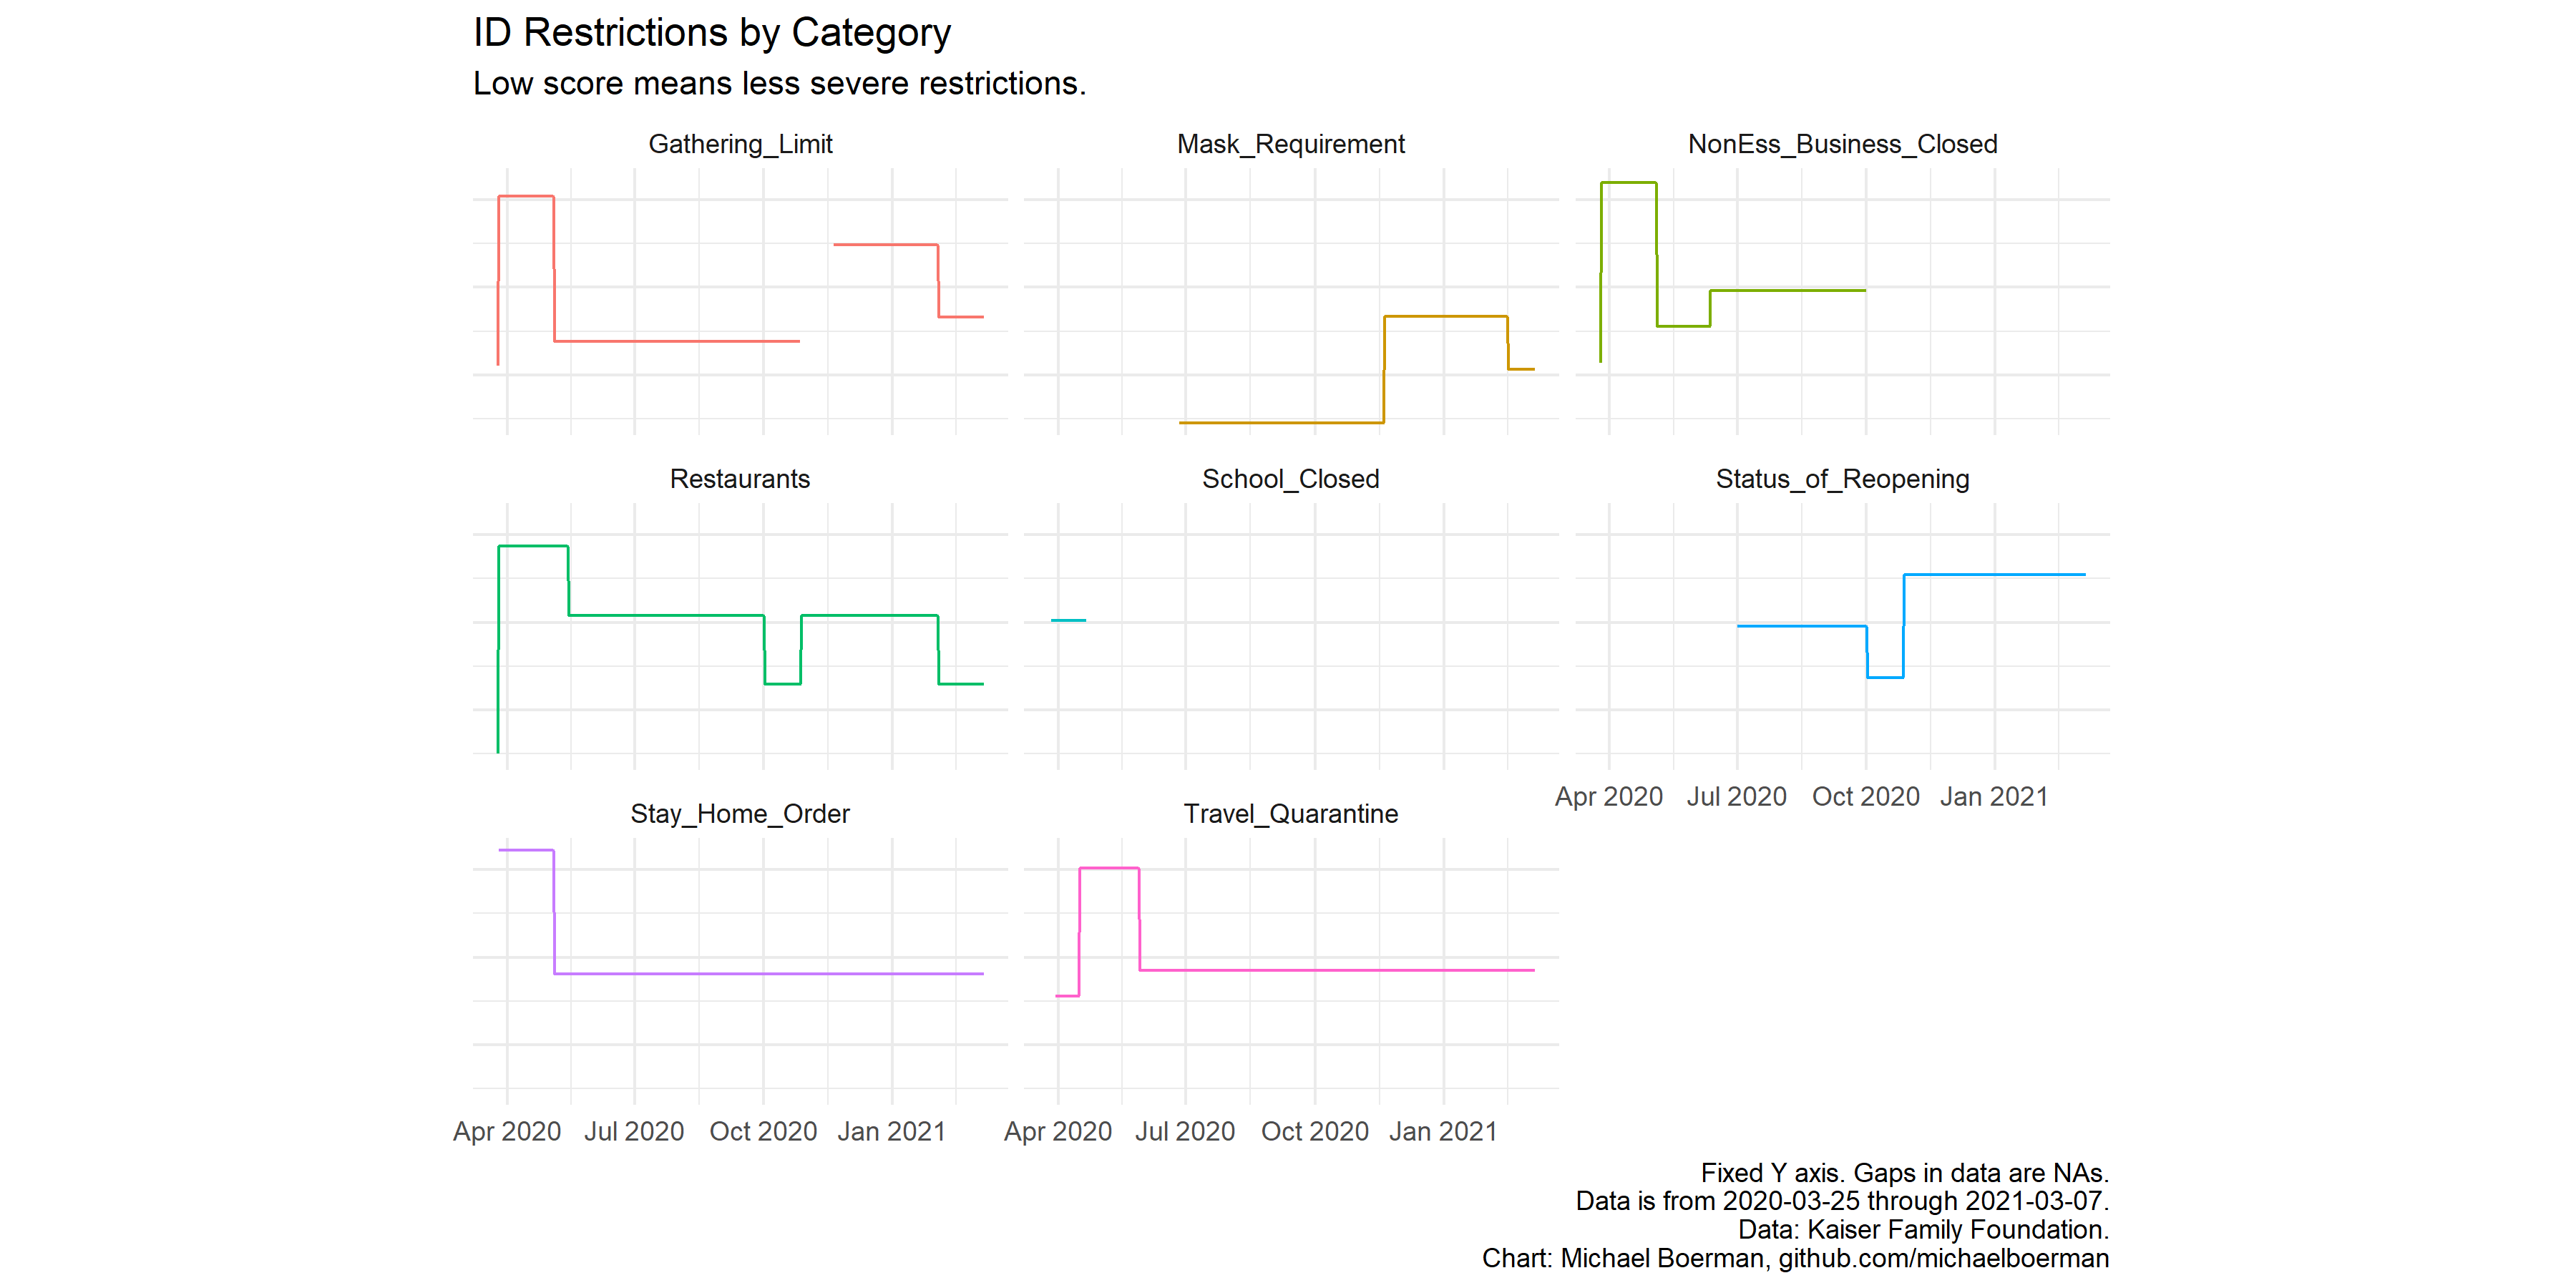 ID Restrictions by Category
Low score means less severe restrictions.
Gathering_Limit
Mask_Requirement
NonEss_Business_Closed
Restaurants
School_Closed
Status_of_Reopening
Apr 2020
Jul 2020
Oct 2020
Jan 2021
Stay_Home_Order
Travel_Quarantine
Apr 2020
Jul 2020
Oct 2020
Jan 2021
Apr 2020
Jul 2020
Oct 2020
Jan 2021
Fixed Y axis. Gaps in data are NAs.
Data is from 2020-03-25 through 2021-03-07.
Data: Kaiser Family Foundation.
Chart: Michael Boerman, github.com/michaelboerman